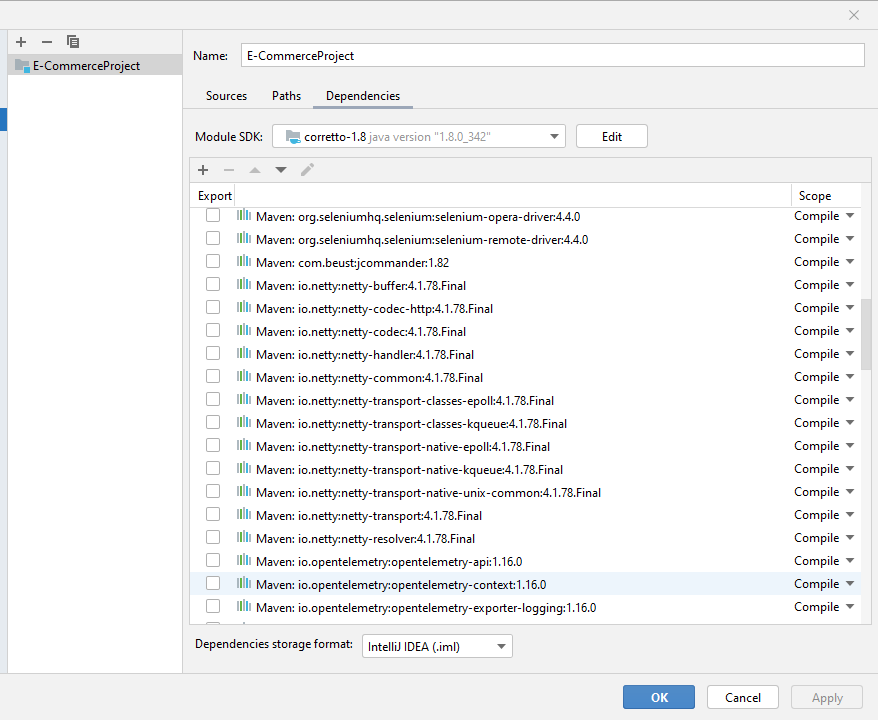 E-CommerceProject
Name: E-CommerceProject
Sources Paths Dependencies
Module SDK: corretto-1.8 java version "1.8.0_342" Edit
Export Scope
Maven: org.seleniumhq.selenium:selenium-opera-driver:4.4.0 Compile
Maven: org.seleniumhq.selenium:selenium-remote-driver:4.4.0 Compile
Maven: com.beust:jcommander:1.82 Compile
Maven: io.netty:netty-buffer:4.1.78.Final Compile
Maven: io.netty:netty-codec-http:4.1.78.Final Compile
Maven: io.netty:netty-codec:4.1.78.Final Compile
Maven: io.netty:netty-handler:4.1.78.Final Compile
Maven: io.netty:netty-common:4.1.78.Final Compile
Maven: io.netty:netty-transport-classes-epoll:4.1.78.Final Compile
Maven: io.netty:netty-transport-classes-kqueue:4.1.78.Final Compile
Maven: io.netty:netty-transport-native-epoll:4.1.78.Final Compile
Maven: io.netty:netty-transport-native-kqueue:4.1.78.Final Compile
Maven: io.netty:netty-transport-native-unix-common:4.1.78.Final Compile
Maven: io.netty:netty-transport:4.1.78.Final Compile
Maven: io.netty:netty-resolver:4.1.78.Final Compile
Maven: io.opentelemetry:opentelemetry-api:1.16.0 Compile
Maven: io.opentelemetry:opentelemetry-context:1.16.0 Compile
Maven: io.opentelemetry:opentelemetry-exporter-logging:1.16.0 Compile
Dependencies storage format: IntelliJ IDEA (.iml)
OK Cancel Apply